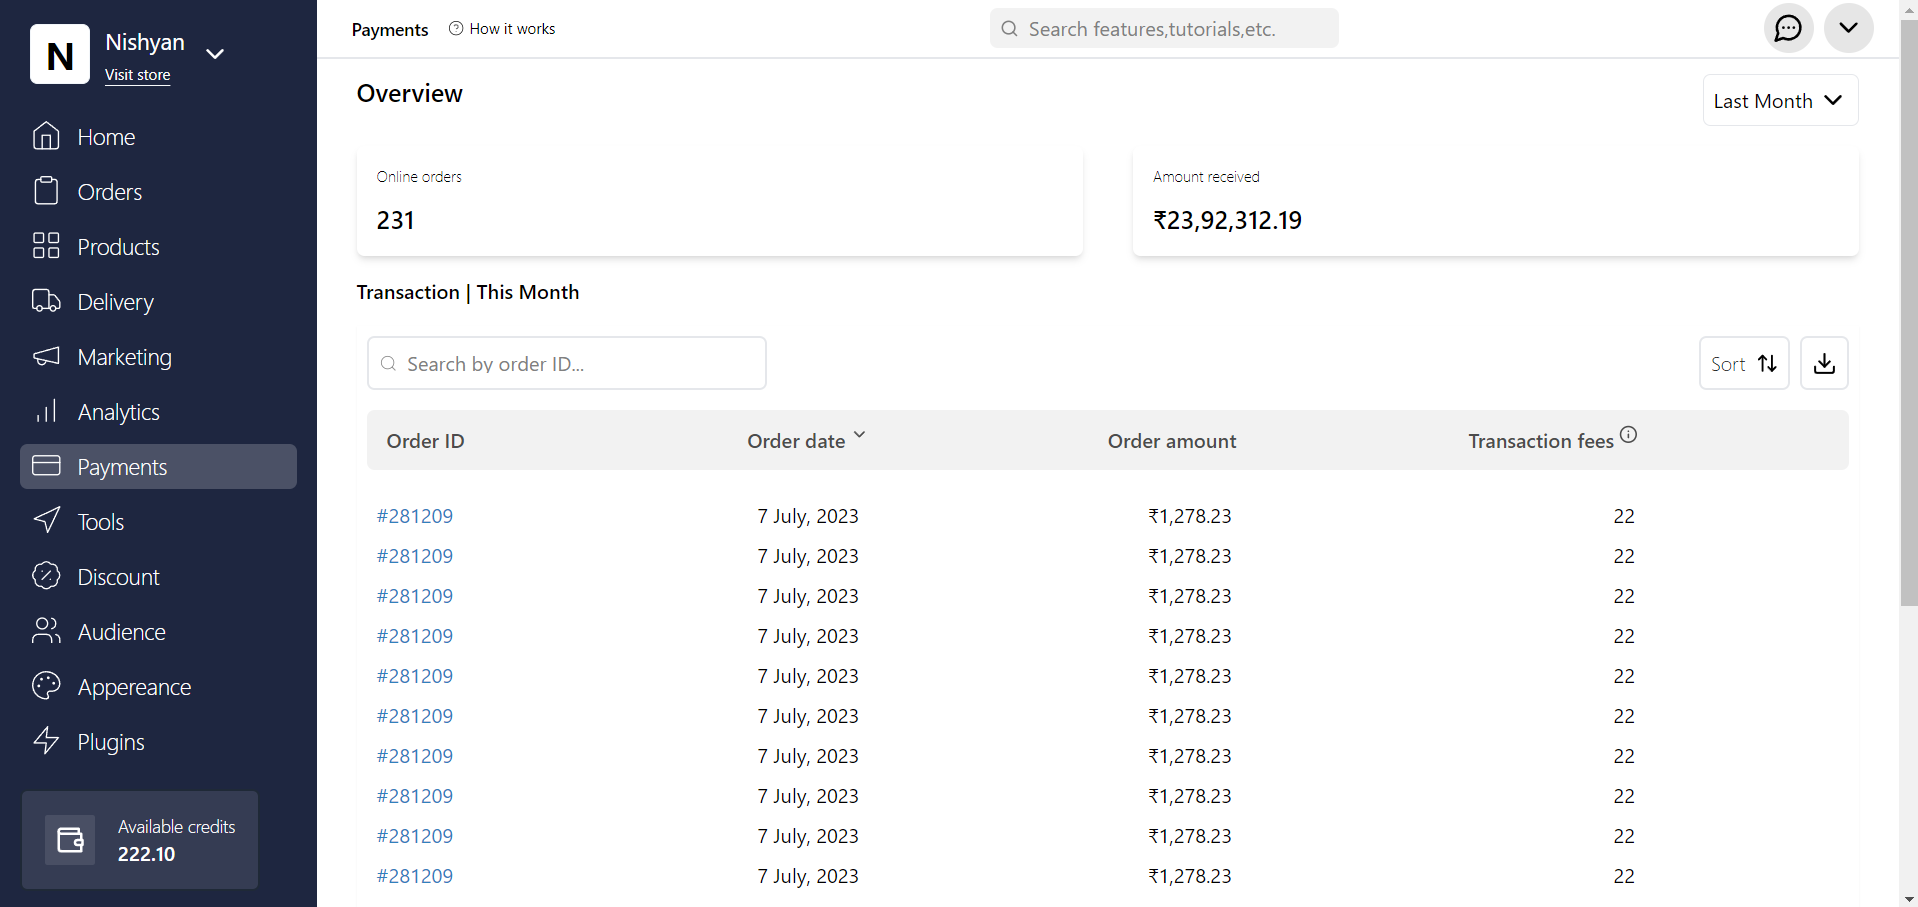 N
Nishyan
Visit store
Home
Orders
Products
Delivery
Marketing
Analytics
Payments
Tools
Discount
Audience
Appereance
Plugins
Available credits
222.10
Payments How it works
Search features,tutorials,etc.
Overview
Last Month
Online orders
231
Amount received
₹23,92,312.19
Transaction | This Month
Search by order ID...
Sort
Order ID Order date Order amount Transaction fees
#281209 7 July, 2023 ₹1,278.23 22
#281209 7 July, 2023 ₹1,278.23 22
#281209 7 July, 2023 ₹1,278.23 22
#281209 7 July, 2023 ₹1,278.23 22
#281209 7 July, 2023 ₹1,278.23 22
#281209 7 July, 2023 ₹1,278.23 22
#281209 7 July, 2023 ₹1,278.23 22
#281209 7 July, 2023 ₹1,278.23 22
#281209 7 July, 2023 ₹1,278.23 22
#281209 7 July, 2023 ₹1,278.23 22